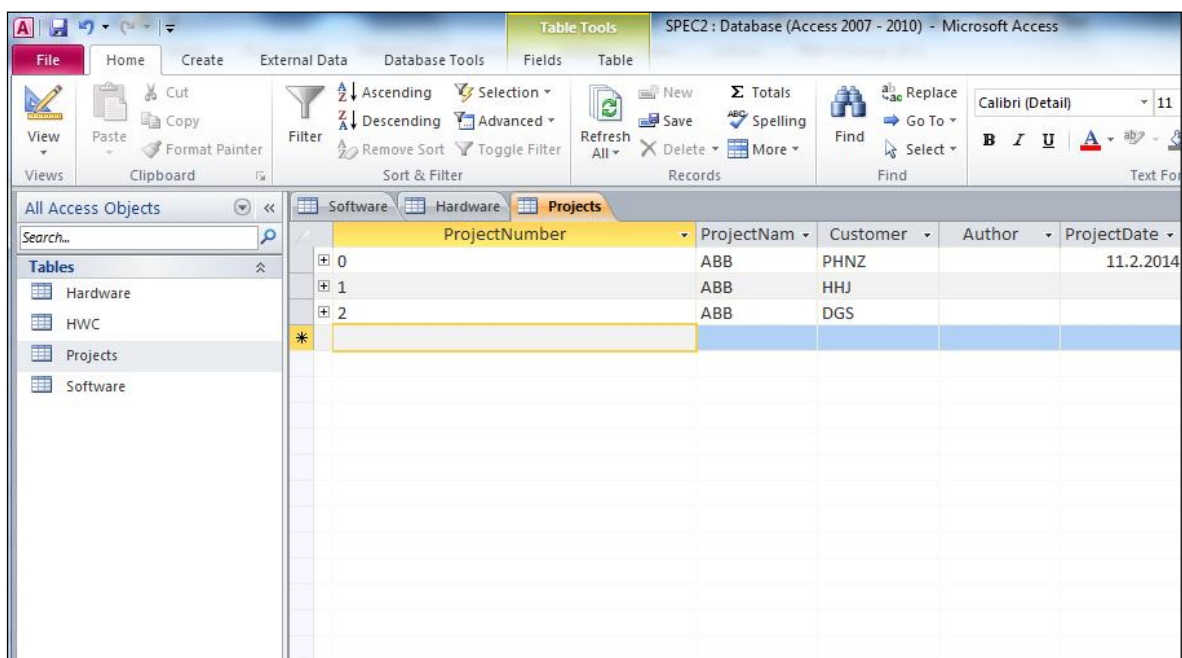 A
Table Tools
SPEC2 : Database (Access 2007 - 2010) - Microsoft Access
File Home Create External Data Database Tools Fields Table
Cut Ascending Selection New Σ Totals Replace Calibri (Detail) 11
Copy Descending Advanced Save Spelling Go To
View Paste Format Painter Filter Remove Sort Toggle Filter Refresh All Delete More Find Select B I U A
Views Clipboard Sort & Filter Records Find Text For
All Access Objects « Software Hardware Projects
Search... ProjectNumber ProjectNam Customer Author ProjectDate
Tables 0 ABB PHNZ 11.2.2014
Hardware 1 ABB HHJ
HWC 2 ABB DGS
Projects
Software